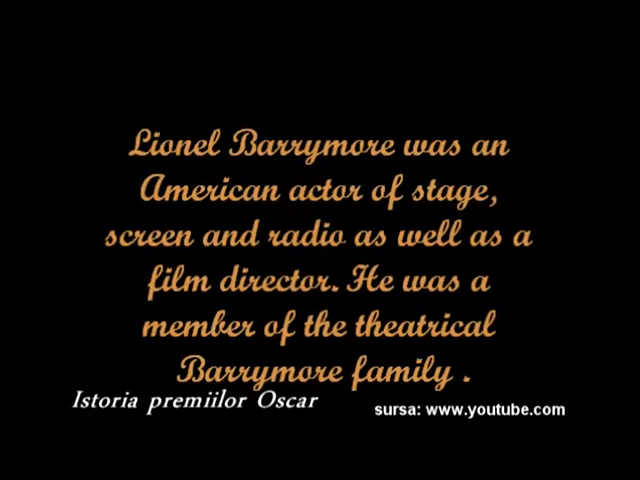 Lionel Barrymore was an
American actor of stage,
screen and radio as well as a
film director. He was a
member of the theatrical
Barrymore family .
Istoria premiilor Oscar
sursa: www.youtube.com